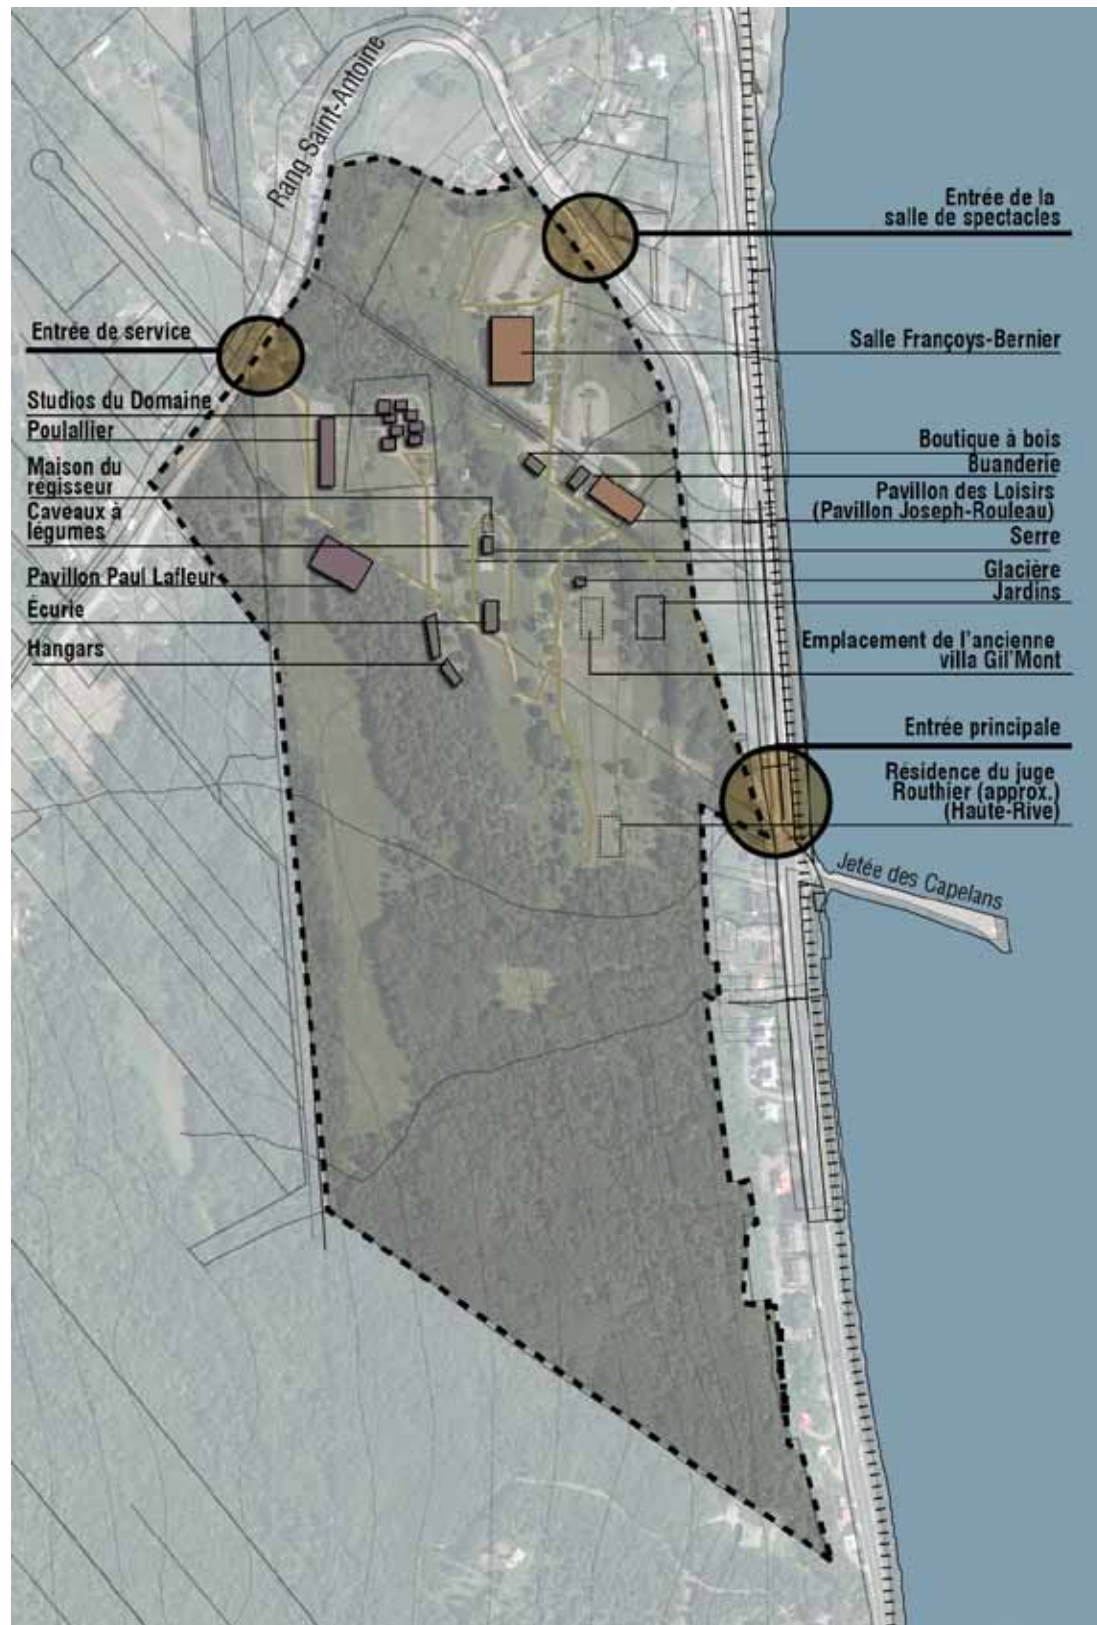 Rang Saint-Antoine
Entrée de la
salle de spectacles
Entrée de service
Salle Françoys-Bernier
Studios du Domaine
Poulallier
Maison du
régisseur
Caveaux à
légumes
Pavillon Paul Lafleur
Écurie
Hangars
Boutique à bois
Buanderie
Pavillon des Loisirs
(Pavillon Joseph-Rouleau)
Serre
Glacière
Jardins
Emplacement de l'ancienne
villa Gil'Mont
Entrée principale
Résidence du juge
Routhier (approx.)
(Haute-Rive)
Jetée des Capelans